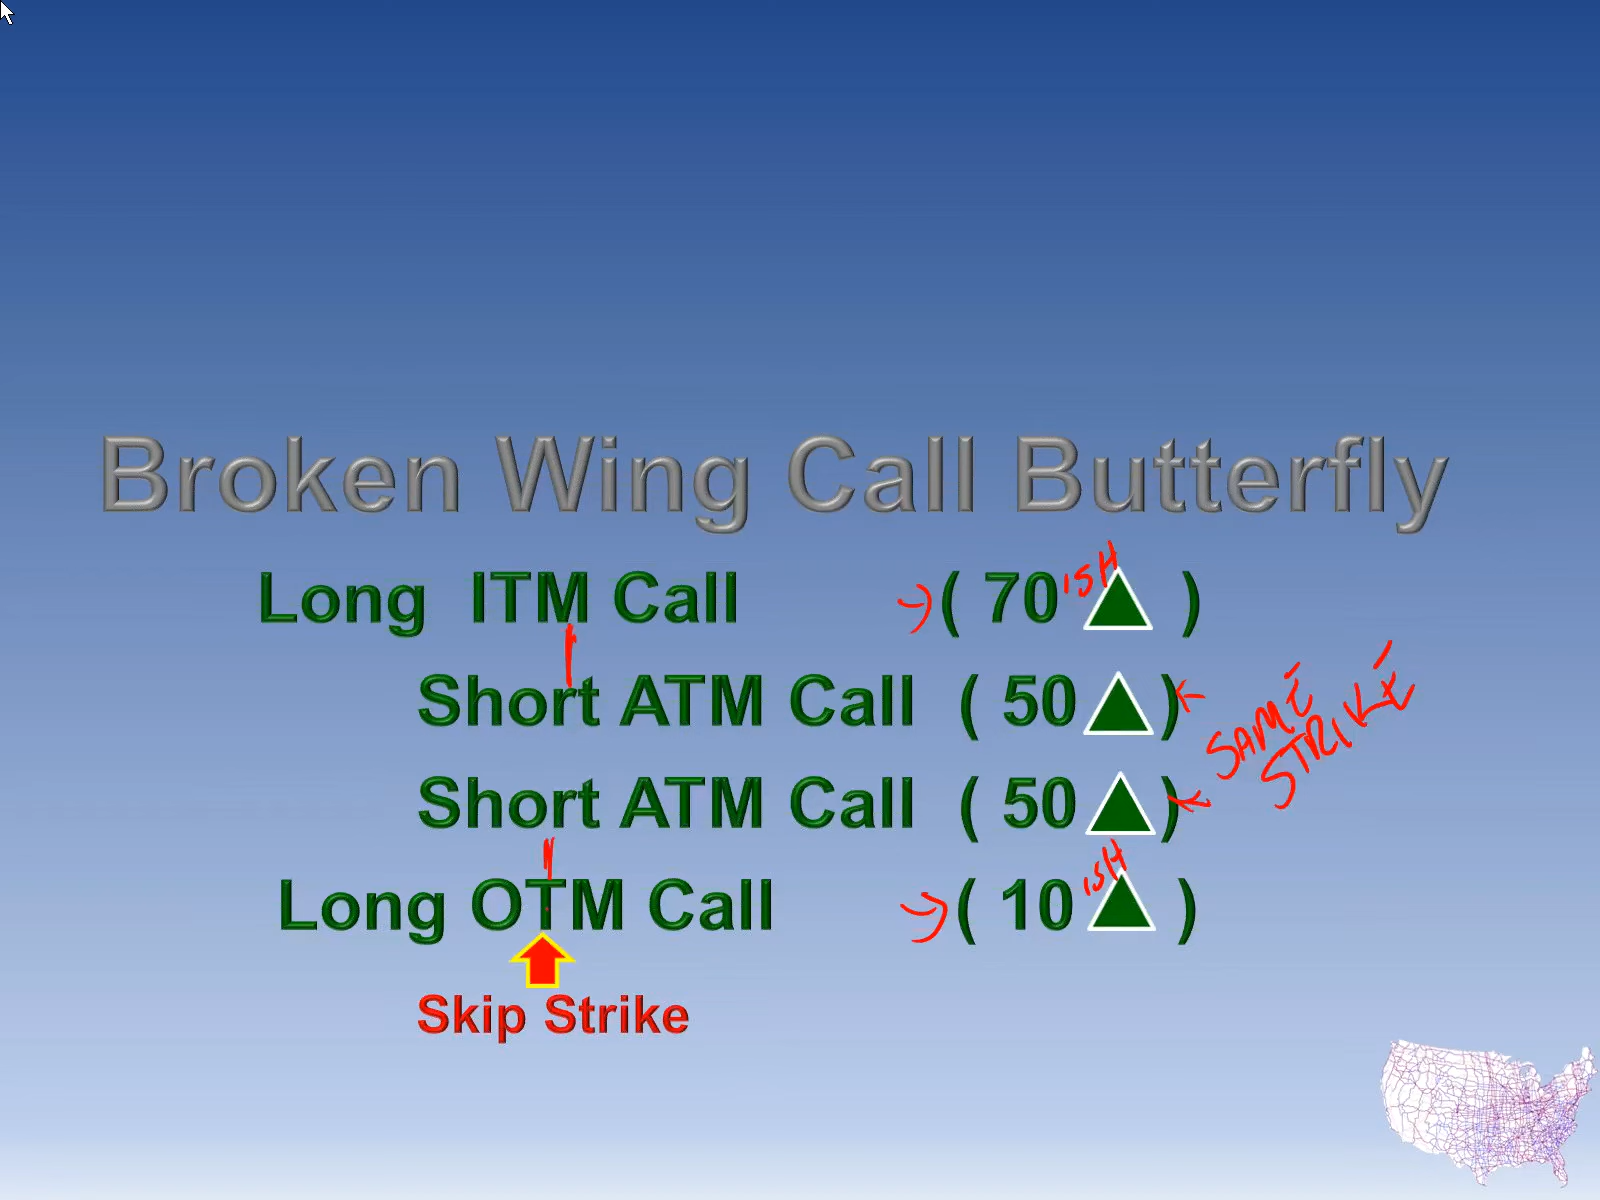 Broken Wing Call Butterfly
Long ITM Call ( 70 ISH ▲ )
Short ATM Call ( 50 ▲ )
SAME STRIKE
Short ATM Call ( 50 ▲ )
Long OTM Call ( 10 ISH ▲ )
Skip Strike